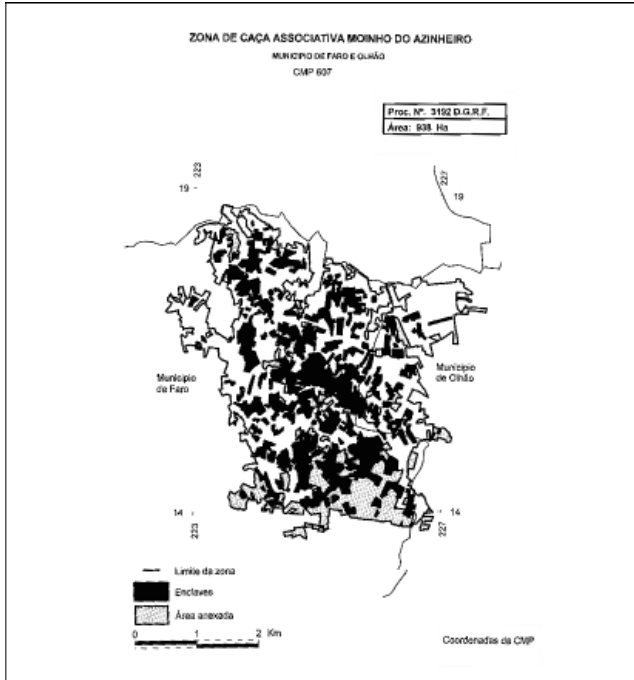 ZONA DE CAÇA ASSOCIATIVA MOINHO DO AZINHEIRO
MUNICIPIO DE FARO E OLHÃO
CMP 607
Proc. Nº. 3192 D.G.R.F.
Área: 938 Ha
223
227
19
19
Município
de Faro
Município
de Olhão
14
14
223
227
Limite da zona
Enclaves
Área anexada
0 1 2 Km
Coordenadas da CMP